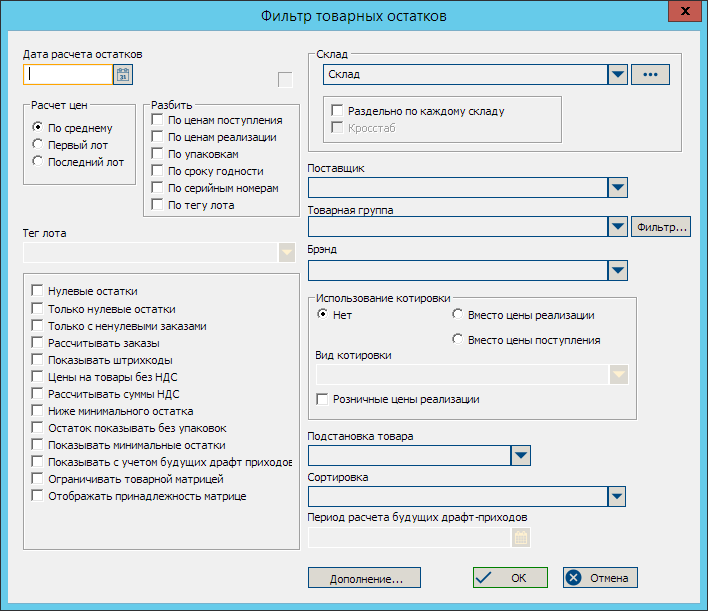 Фильтр товарных остатков
x
Дата расчета остатков
31
Расчет цен
По среднему
Первый лот
Последний лот
Разбить
По ценам поступления
По ценам реализации
По упаковкам
По сроку годности
По серийным номерам
По тегу лота
Тег лота
Нулевые остатки
Только нулевые остатки
Только с ненулевыми заказами
Рассчитывать заказы
Показывать штрихкоды
Цены на товары без НДС
Рассчитывать суммы НДС
Ниже минимального остатка
Остаток показывать без упаковок
Показывать минимальные остатки
Показывать с учетом будущих драфт приходов
Ограничивать товарной матрицей
Отображать принадлежность матрице
Склад
Склад
...
Раздельно по каждому складу
Кросстаб
Поставщик
Товарная группа
Фильтр...
Брэнд
Использование котировки
Нет
Вместо цены реализации
Вместо цены поступления
Вид котировки
Розничные цены реализации
Подстановка товара
Сортировка
Период расчета будущих драфт-приходов
Дополнение...
ОК
Отмена